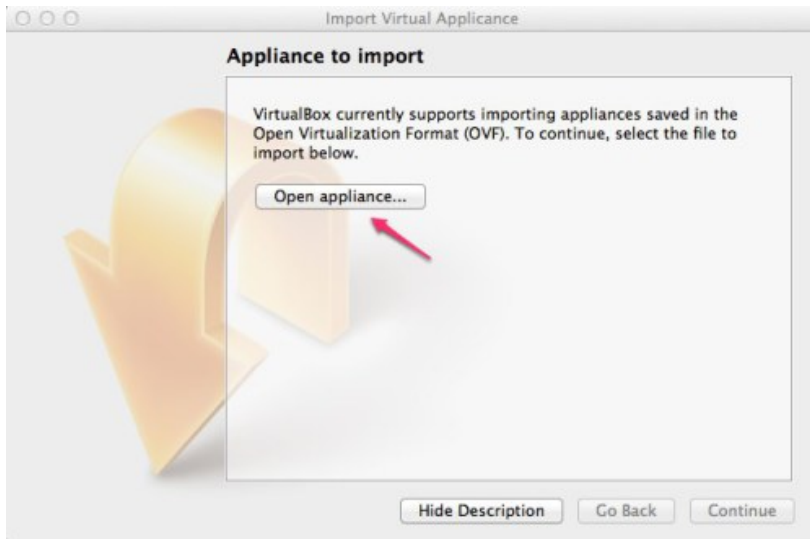 Import Virtual Applicance
Appliance to import
VirtualBox currently supports importing appliances saved in the
Open Virtualization Format (OVF). To continue, select the file to
import below.
Open appliance...
Hide Description
Go Back
Continue